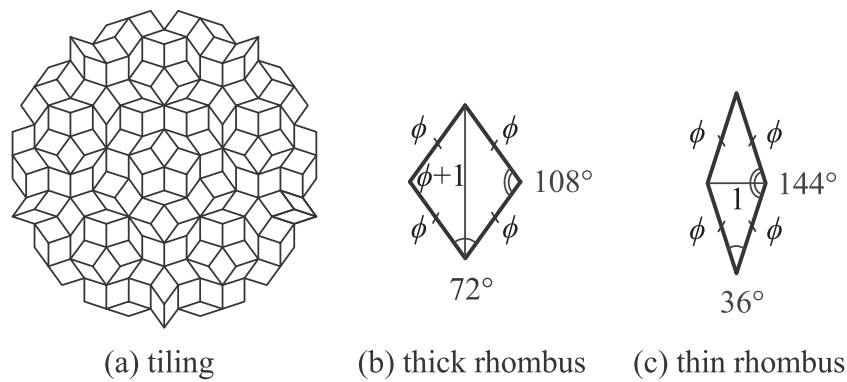 ϕ ϕ
ϕ+1
108°
ϕ ϕ
72°
ϕ ϕ
144°
1
ϕ ϕ
36°
(a) tiling
(b) thick rhombus
(c) thin rhombus